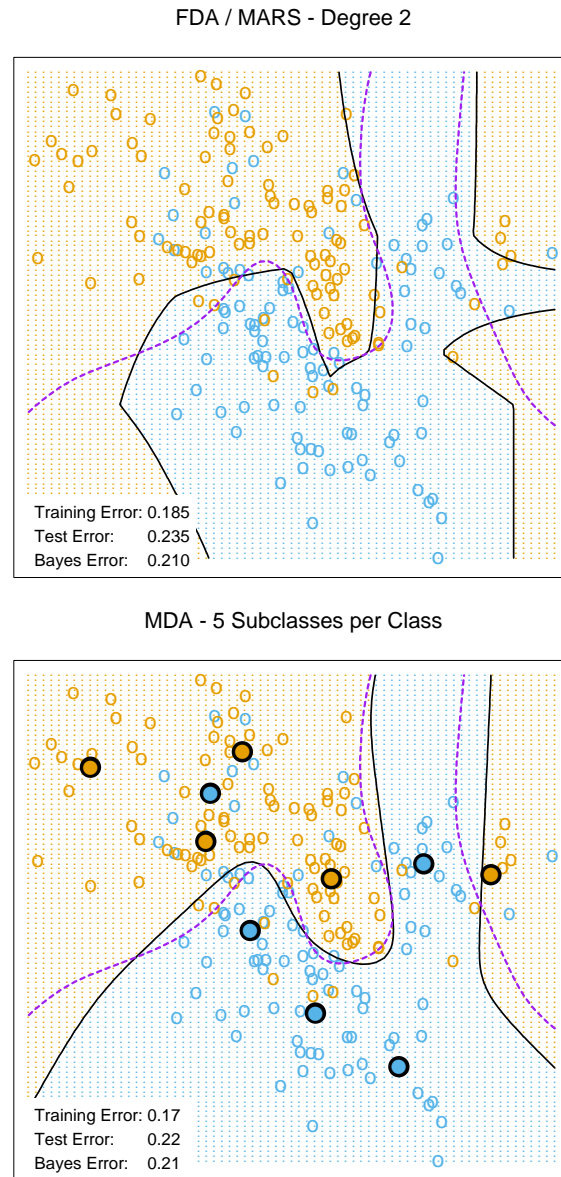 FDA / MARS - Degree 2
Training Error: 0.185
Test Error: 0.235
Bayes Error: 0.210
MDA - 5 Subclasses per Class
Training Error: 0.17
Test Error: 0.22
Bayes Error: 0.21